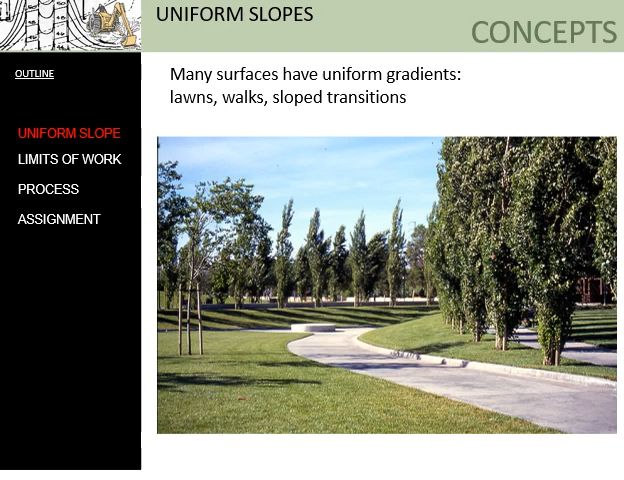 UNIFORM SLOPES
CONCEPTS
OUTLINE
UNIFORM SLOPE
LIMITS OF WORK
PROCESS
ASSIGNMENT
Many surfaces have uniform gradients:
lawns, walks, sloped transitions